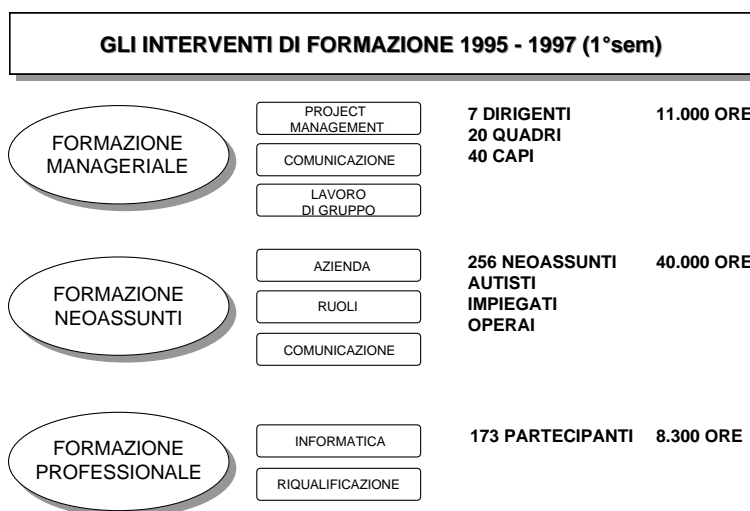 GLI INTERVENTI DI FORMAZIONE 1995 - 1997 (1°sem)
FORMAZIONE
MANAGERIALE
PROJECT
MANAGEMENT
COMUNICAZIONE
LAVORO
DI GRUPPO
7 DIRIGENTI
20 QUADRI
40 CAPI
11.000 ORE
FORMAZIONE
NEOASSUNTI
AZIENDA
RUOLI
COMUNICAZIONE
256 NEOASSUNTI
AUTISTI
IMPIEGATI
OPERAI
40.000 ORE
FORMAZIONE
PROFESSIONALE
INFORMATICA
RIQUALIFICAZIONE
173 PARTECIPANTI
8.300 ORE